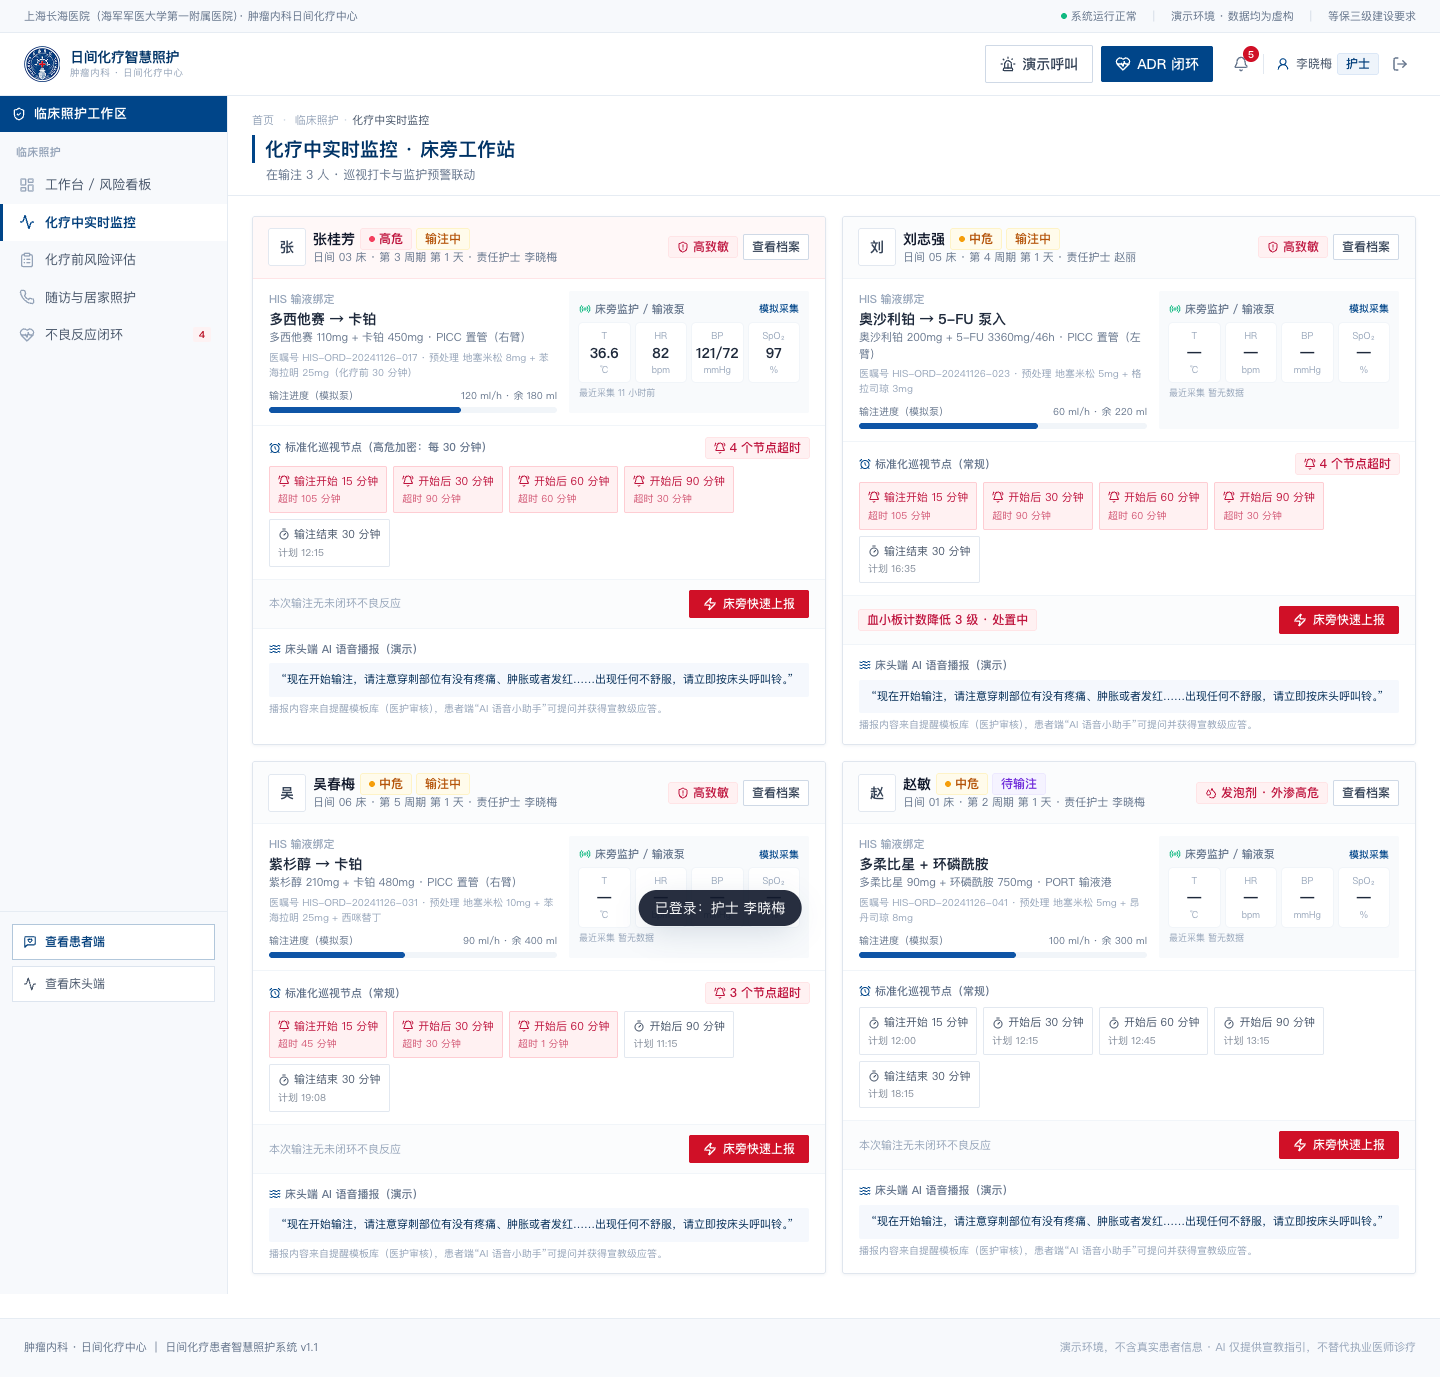 上海长海医院（海军军医大学第一附属医院）· 肿瘤内科日间化疗中心
系统运行正常 | 演示环境 · 数据均为虚构 | 等保三级建设要求
日间化疗智慧照护
肿瘤内科 · 日间化疗中心
演示呼叫
ADR 闭环
5
李晓梅 护士
临床照护工作区
临床照护
工作台 / 风险看板
化疗中实时监控
化疗前风险评估
随访与居家照护
不良反应闭环 4
查看患者端
查看床头端
首页 · 临床照护 · 化疗中实时监控
化疗中实时监控 · 床旁工作站
在输注 3 人 · 巡视打卡与监护预警联动
张
张桂芳 高危 输注中
日间 03 床 · 第 3 周期 第 1 天 · 责任护士 李晓梅
高致敏 查看档案
HIS 输液绑定
多西他赛 → 卡铂
多西他赛 110mg + 卡铂 450mg · PICC 置管（右臂）
医嘱号 HIS-ORD-20241126-017 · 预处理 地塞米松 8mg + 苯
海拉明 25mg（化疗前 30 分钟）
输注进度（模拟泵） 120 ml/h · 余 180 ml
床旁监护 / 输液泵 模拟采集
T HR BP SpO₂
36.6 82 121/72 97
℃ bpm mmHg %
最近采集 11 小时前
标准化巡视节点（高危加密：每 30 分钟） 4 个节点超时
输注开始 15 分钟 开始后 30 分钟 开始后 60 分钟 开始后 90 分钟
超时 105 分钟 超时 90 分钟 超时 60 分钟 超时 30 分钟
输注结束 30 分钟
计划 12:15
本次输注无未闭环不良反应 床旁快速上报
床头端 AI 语音播报（演示）
“现在开始输注，请注意穿刺部位有没有疼痛、肿胀或者发红……出现任何不舒服，请立即按床头呼叫铃。”
播报内容来自提醒模板库（医护审核），患者端“AI 语音小助手”可提问并获得宣教级应答。
刘
刘志强 中危 输注中
日间 05 床 · 第 4 周期 第 1 天 · 责任护士 赵丽
高致敏 查看档案
HIS 输液绑定
奥沙利铂 → 5-FU 泵入
奥沙利铂 200mg + 5-FU 3360mg/46h · PICC 置管（左
臂）
医嘱号 HIS-ORD-20241126-023 · 预处理 地塞米松 5mg + 格
拉司琼 3mg
输注进度（模拟泵） 60 ml/h · 余 220 ml
床旁监护 / 输液泵 模拟采集
T HR BP SpO₂
— — — —
℃ bpm mmHg %
最近采集 暂无数据
标准化巡视节点（常规） 4 个节点超时
输注开始 15 分钟 开始后 30 分钟 开始后 60 分钟 开始后 90 分钟
超时 105 分钟 超时 90 分钟 超时 60 分钟 超时 30 分钟
输注结束 30 分钟
计划 16:35
血小板计数降低 3 级 · 处置中 床旁快速上报
床头端 AI 语音播报（演示）
“现在开始输注，请注意穿刺部位有没有疼痛、肿胀或者发红……出现任何不舒服，请立即按床头呼叫铃。”
播报内容来自提醒模板库（医护审核），患者端“AI 语音小助手”可提问并获得宣教级应答。
吴
吴春梅 中危 输注中
日间 06 床 · 第 5 周期 第 1 天 · 责任护士 李晓梅
高致敏 查看档案
HIS 输液绑定
紫杉醇 → 卡铂
紫杉醇 210mg + 卡铂 480mg · PICC 置管（右臂）
医嘱号 HIS-ORD-20241126-031 · 预处理 地塞米松 10mg + 苯
海拉明 25mg + 西咪替丁
输注进度（模拟泵） 90 ml/h · 余 400 ml
床旁监护 / 输液泵 模拟采集
T HR BP SpO₂
—
℃
最近采集 暂无数据
已登录：护士 李晓梅
标准化巡视节点（常规） 3 个节点超时
输注开始 15 分钟 开始后 30 分钟 开始后 60 分钟 开始后 90 分钟
超时 45 分钟 超时 30 分钟 超时 1 分钟 计划 11:15
输注结束 30 分钟
计划 19:08
本次输注无未闭环不良反应 床旁快速上报
床头端 AI 语音播报（演示）
“现在开始输注，请注意穿刺部位有没有疼痛、肿胀或者发红……出现任何不舒服，请立即按床头呼叫铃。”
播报内容来自提醒模板库（医护审核），患者端“AI 语音小助手”可提问并获得宣教级应答。
赵
赵敏 中危 待输注
日间 01 床 · 第 2 周期 第 1 天 · 责任护士 李晓梅
发泡剂 · 外渗高危 查看档案
HIS 输液绑定
多柔比星 + 环磷酰胺
多柔比星 90mg + 环磷酰胺 750mg · PORT 输液港
医嘱号 HIS-ORD-20241126-041 · 预处理 地塞米松 5mg + 昂
丹司琼 8mg
输注进度（模拟泵） 100 ml/h · 余 300 ml
床旁监护 / 输液泵 模拟采集
T HR BP SpO₂
— — — —
℃ bpm mmHg %
最近采集 暂无数据
标准化巡视节点（常规）
输注开始 15 分钟 开始后 30 分钟 开始后 60 分钟 开始后 90 分钟
计划 12:00 计划 12:15 计划 12:45 计划 13:15
输注结束 30 分钟
计划 18:15
本次输注无未闭环不良反应 床旁快速上报
床头端 AI 语音播报（演示）
“现在开始输注，请注意穿刺部位有没有疼痛、肿胀或者发红……出现任何不舒服，请立即按床头呼叫铃。”
播报内容来自提醒模板库（医护审核），患者端“AI 语音小助手”可提问并获得宣教级应答。
肿瘤内科 · 日间化疗中心 | 日间化疗患者智慧照护系统 v1.1
演示环境，不含真实患者信息 · AI 仅提供宣教指引，不替代执业医师诊疗